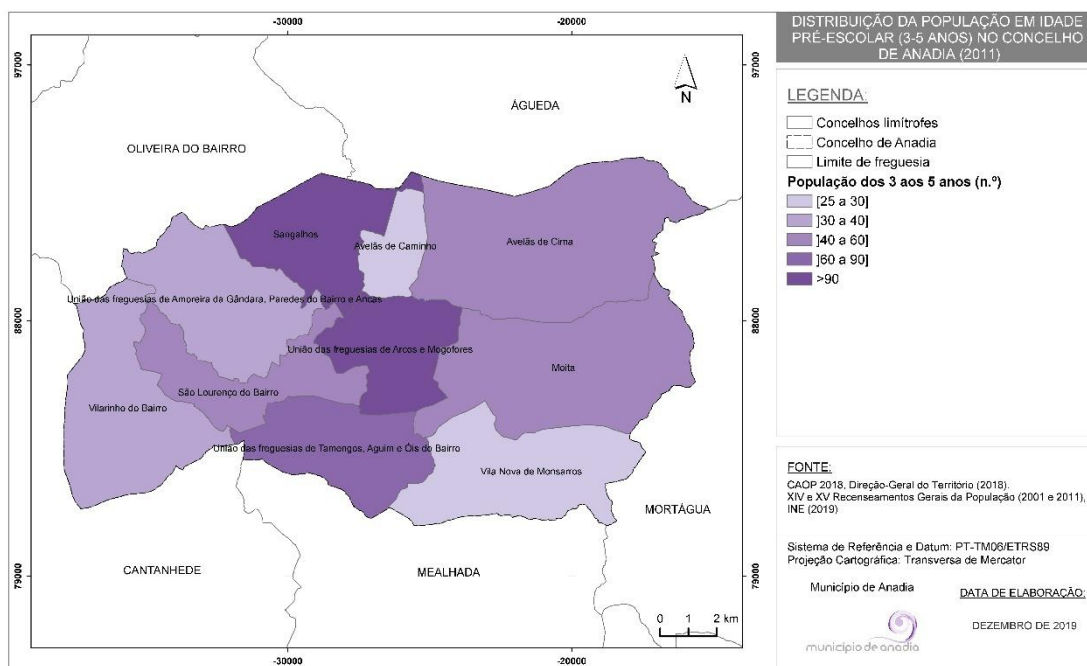 -30000
-20000
97000
97000
ÁGUEDA
OLIVEIRA DO BAIRRO
N
Sangalhos
Avelãs de Caminho
Avelãs de Cima
União das freguesias de Amoreira da Gândara, Paredes do Bairro e Ancas
88000
88000
União das freguesias de Arcos e Mogofores
Moita
São Lourenço do Bairro
Vilarinho do Bairro
União das freguesias de Tamengos, Aguim e Óis do Bairro
Vila Nova de Monsarros
MORTÁGUA
CANTANHEDE
MEALHADA
79000
79000
0 1 2 km
-30000
-20000
DISTRIBUIÇÃO DA POPULAÇÃO EM IDADE
PRÉ-ESCOLAR (3-5 ANOS) NO CONCELHO
DE ANADIA (2011)
LEGENDA:
Concelhos limítrofes
Concelho de Anadia
Limite de freguesia
População dos 3 aos 5 anos (n.º)
[25 a 30]
]30 a 40]
]40 a 60]
]60 a 90]
>90
FONTE:
CAOP 2018, Direção-Geral do Território (2018).
XIV e XV Recenseamentos Gerais da População (2001 e 2011),
INE (2019)
Sistema de Referência e Datum: PT-TM06/ETRS89
Projeção Cartográfica: Transversa de Mercator
Município de Anadia
município de anadia
DATA DE ELABORAÇÃO:
DEZEMBRO DE 2019